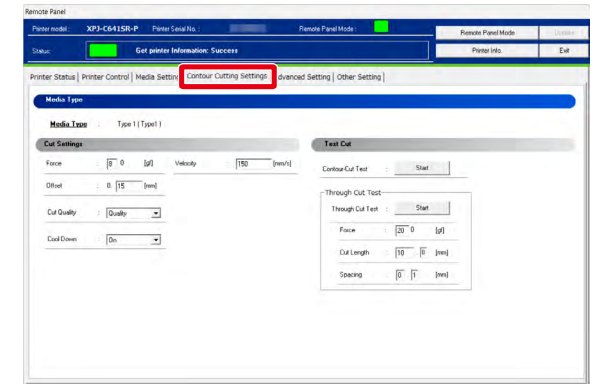 Remote Panel
Printer model : XPJ-C641SR-P Printer Serial No. : Remote Panel Mode : Remote Panel Mode
Status: Get printer Information: Success Printer Info. Exit
Printer Status Printer Control Media Setting Contour Cutting Settings Advanced Setting Other Setting
Media Type
Media Type : Type 1 ( Type1 )
Cut Settings Test Cut
Force : 8 0 [gf] Velocity : 150 [mm/s] Contour-Cut Test : Start
Offset : 0. 15 [mm] Through Cut Test
Cut Quality : Quality Through Cut Test : Start
Cool Down : On Force : 20 0 [gf]
Cut Length : 10 . 0 [mm]
Spacing : 0 . 1 [mm]